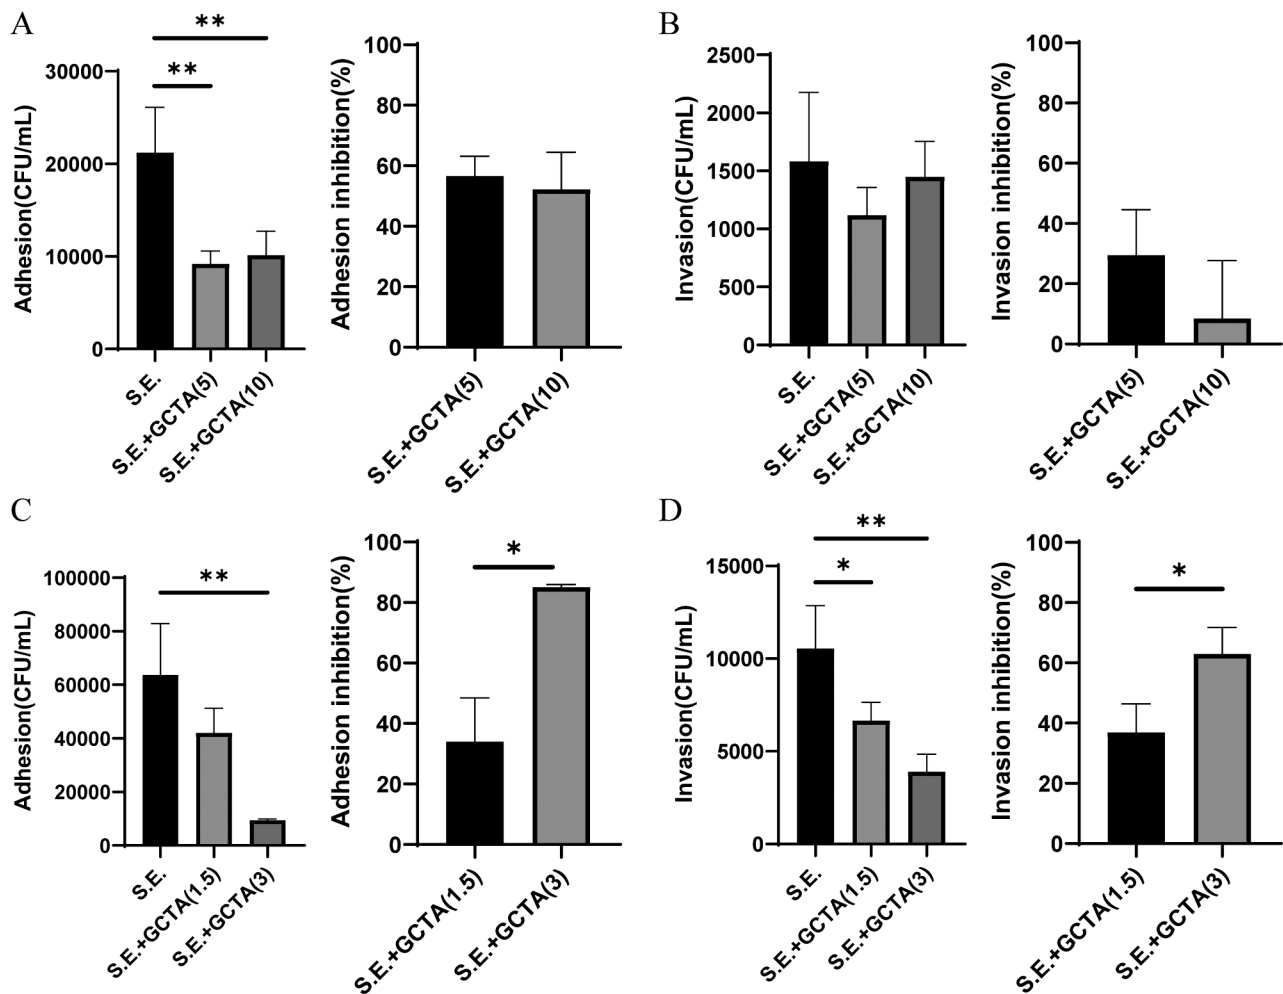 A
Adhesion(CFU/mL)
30000
20000
10000
0
**
**
S.E.
S.E.+GCTA(5)
S.E.+GCTA(10)
Adhesion inhibition(%)
100
80
60
40
20
0
S.E.+GCTA(5)
S.E.+GCTA(10)
B
Invasion(CFU/mL)
2500
2000
1500
1000
500
0
S.E.
S.E.+GCTA(5)
S.E.+GCTA(10)
Invasion inhibition(%)
100
80
60
40
20
0
S.E.+GCTA(5)
S.E.+GCTA(10)
C
Adhesion(CFU/mL)
100000
80000
60000
40000
20000
0
**
S.E.
S.E.+GCTA(1.5)
S.E.+GCTA(3)
Adhesion inhibition(%)
100
80
60
40
20
0
*
S.E.+GCTA(1.5)
S.E.+GCTA(3)
D
Invasion(CFU/mL)
15000
10000
5000
0
**
*
S.E.
S.E.+GCTA(1.5)
S.E.+GCTA(3)
Invasion inhibition(%)
100
80
60
40
20
0
*
S.E.+GCTA(1.5)
S.E.+GCTA(3)